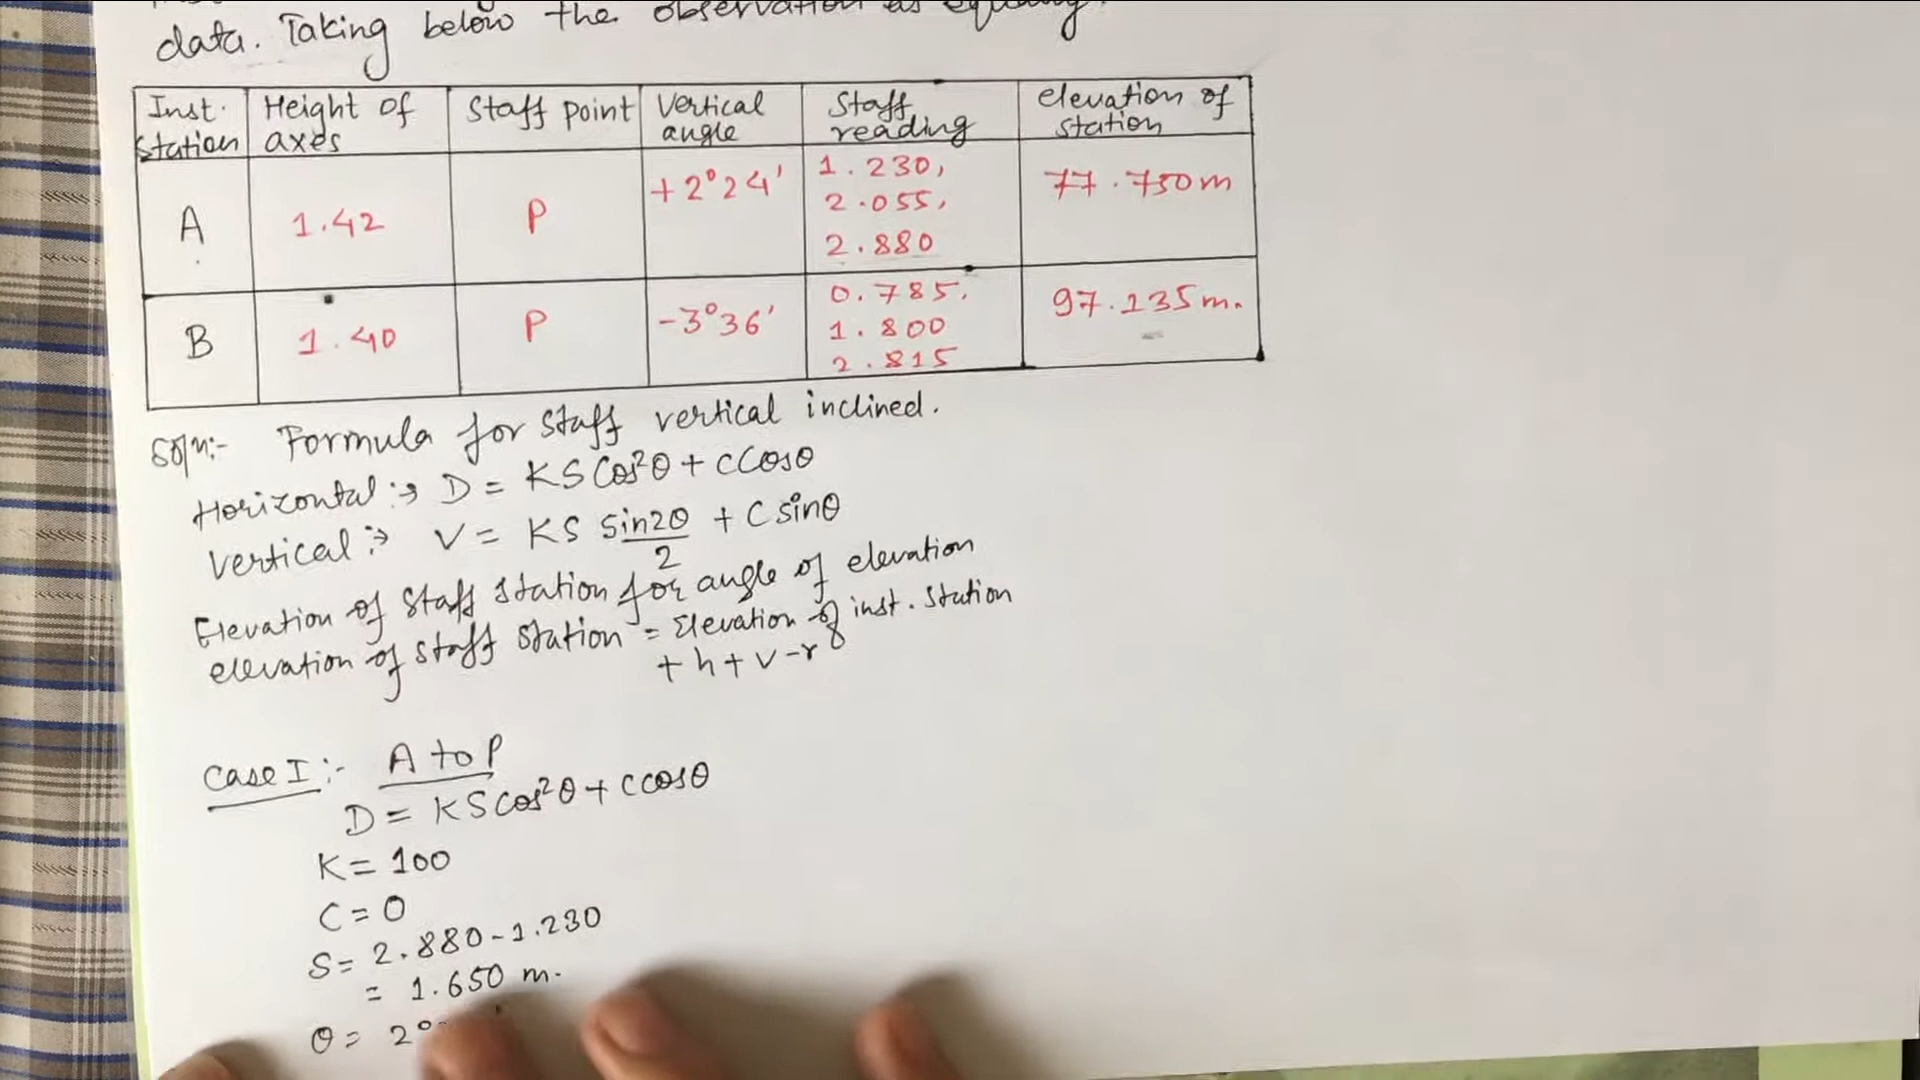 the observation as
data. Taking below
Inst. station | Height of axes | Staff point | Vertical angle | Staff reading | elevation of station
A | 1.42 | P | +2°24' | 1.230, 2.055, 2.880 | 77.750m
B | 1.40 | P | -3°36' | 0.785, 1.800 2.815 | 97.135m.
Soln:- Formula for staff vertical inclined.
Horizontal :→ D = KS Cos²θ + C Cosθ
Vertical :→ V = KS Sin2θ/2 + C sinθ
Elevation of Staff station for angle of elevation
elevation of staff station = Elevation of inst. station
+ h + v - r
Case I :- A to P
D = KS cos²θ + C cosθ
K = 100
C = 0
S = 2.880 - 1.230
= 1.650 m.
θ = 2°